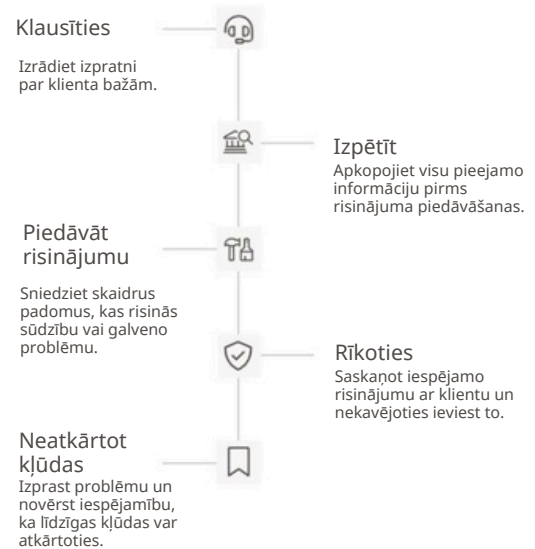 Klausīties
Izrādiet izpratni
par klienta bažām.
Izpētīt
Apkopojiet visu pieejamo
informāciju pirms
risinājuma piedāvāšanas.
Piedāvāt
risinājumu
Sniedziet skaidrus
padomus, kas risinās
sūdzību vai galveno
problēmu.
Rīkoties
Saskaņot iespējamo
risinājumu ar klientu un
nekavējoties ieviest to.
Neatkārtot
kļūdas
Izprast problēmu un
novērst iespējamību,
ka līdzīgas kļūdas var
atkārtoties.